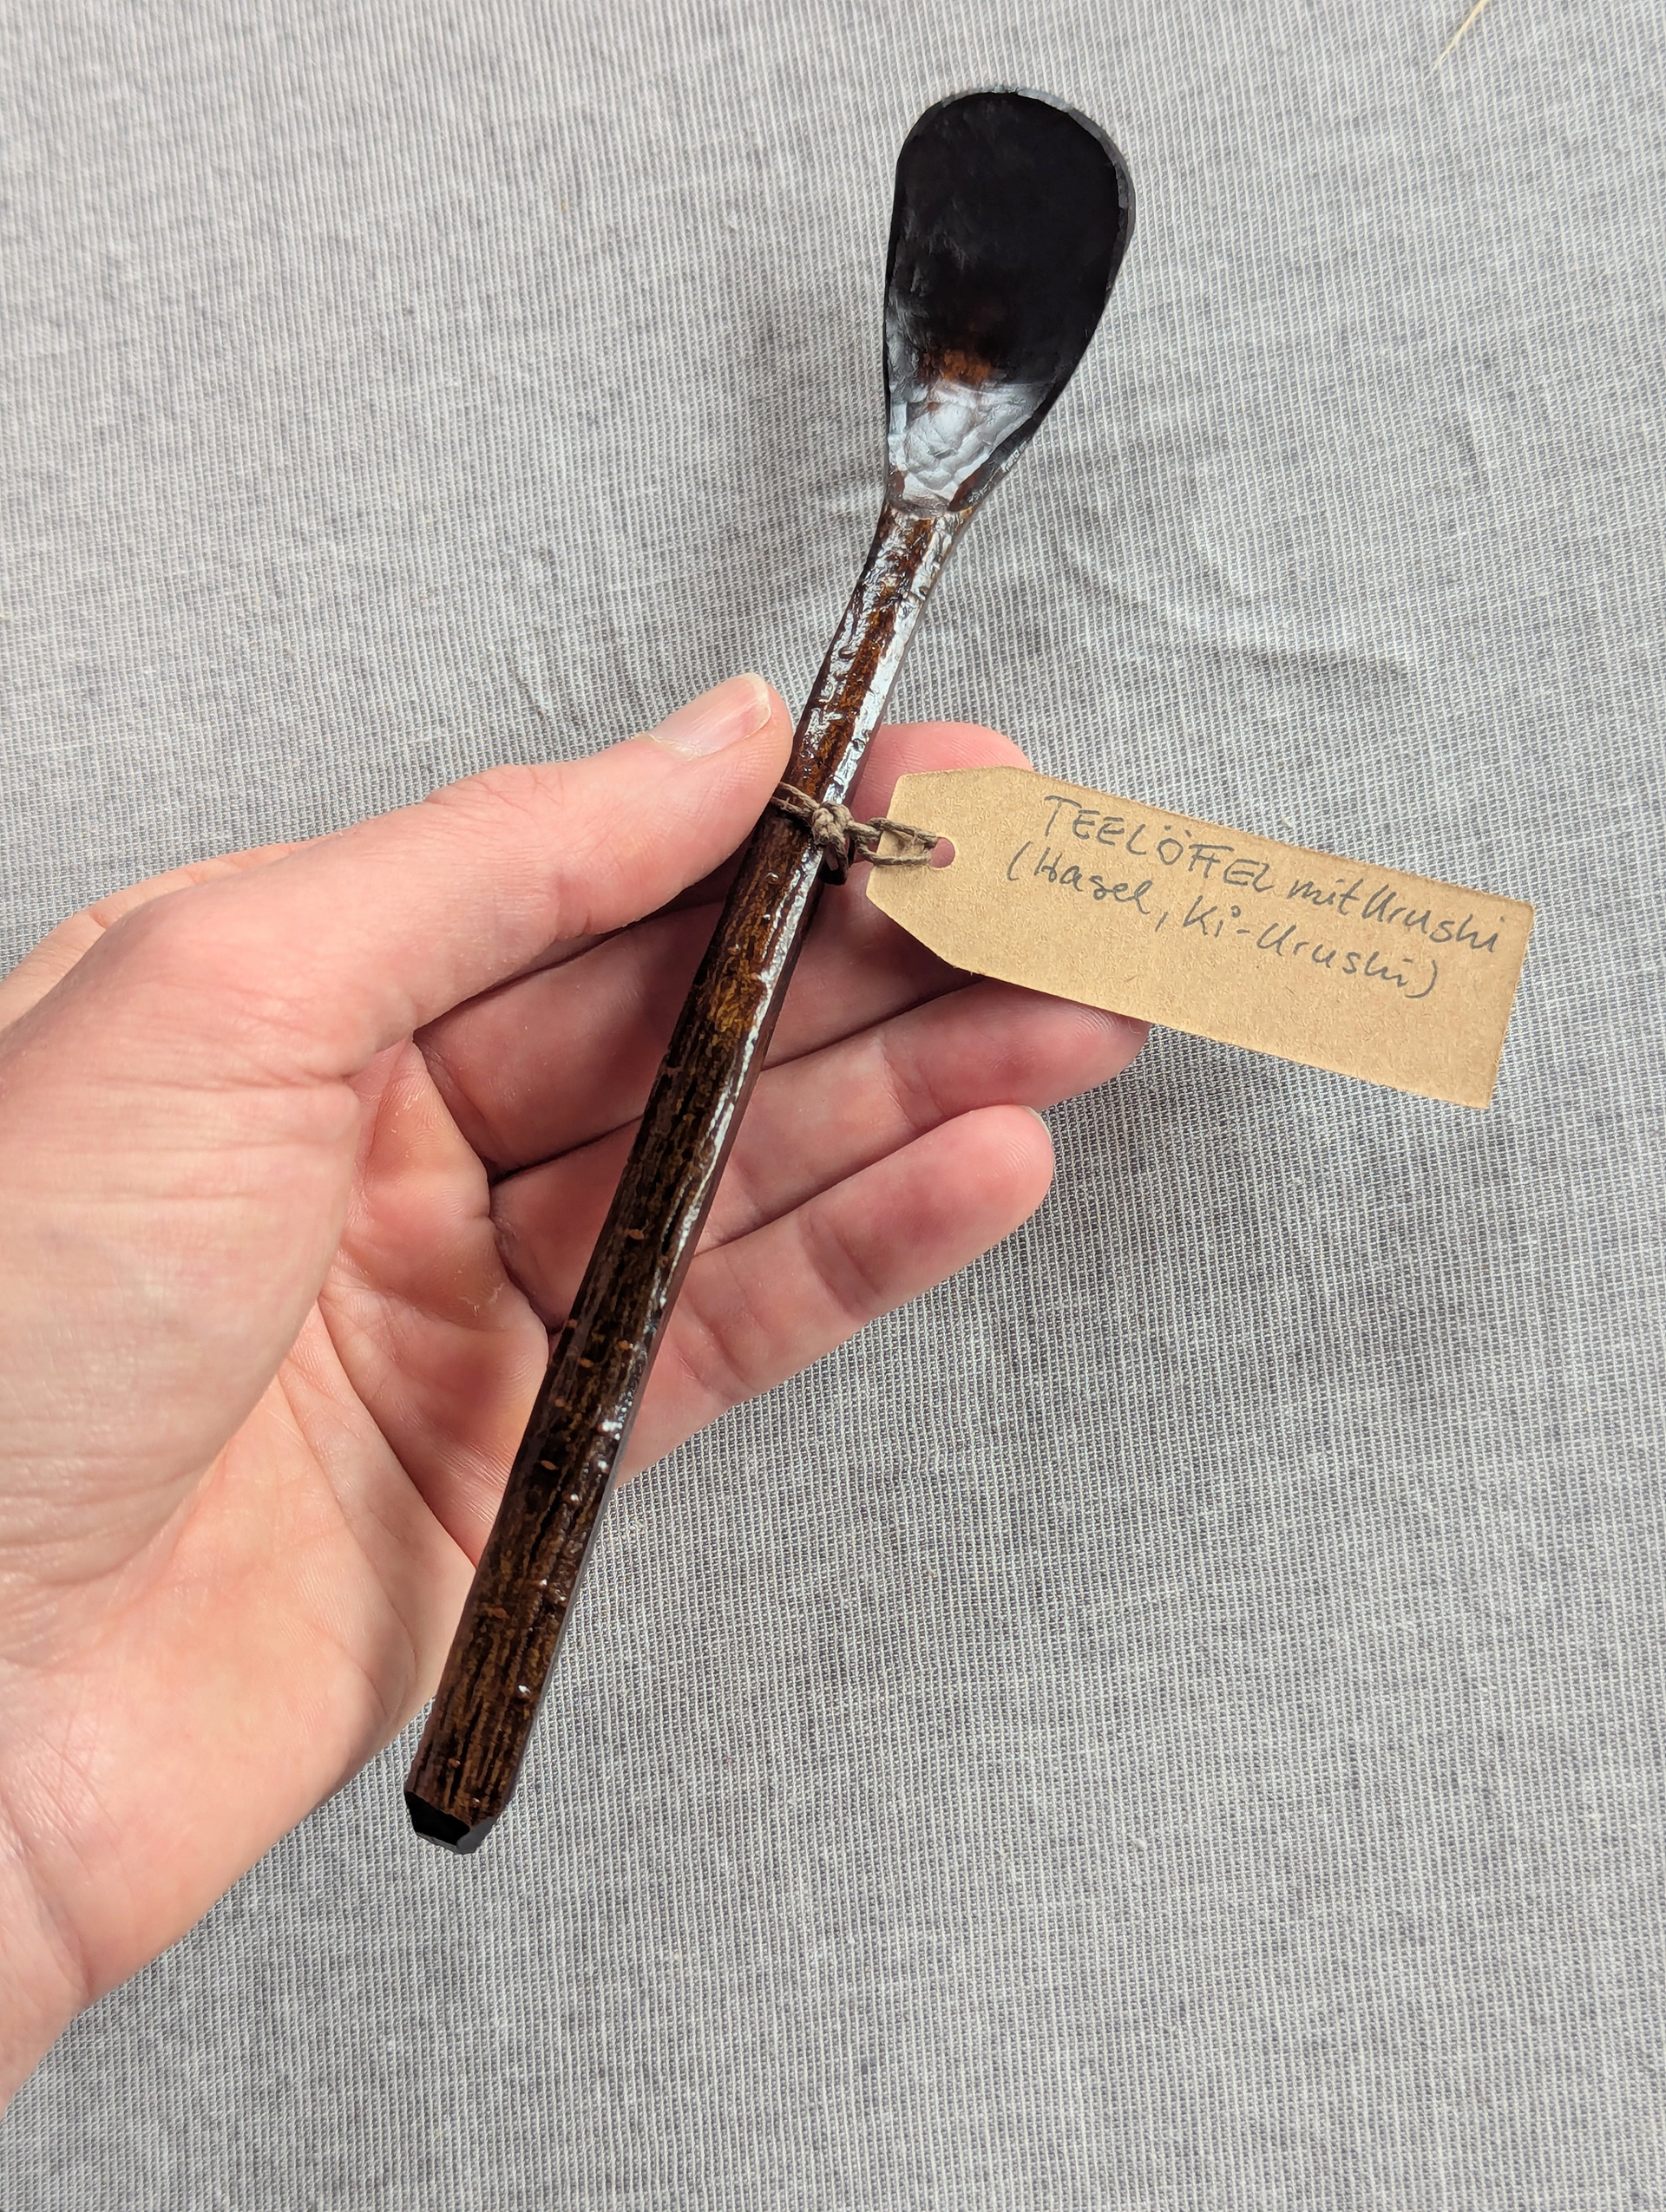 TEELÖFFEL mit Urushi
(Hasel, Ki-Urushi)